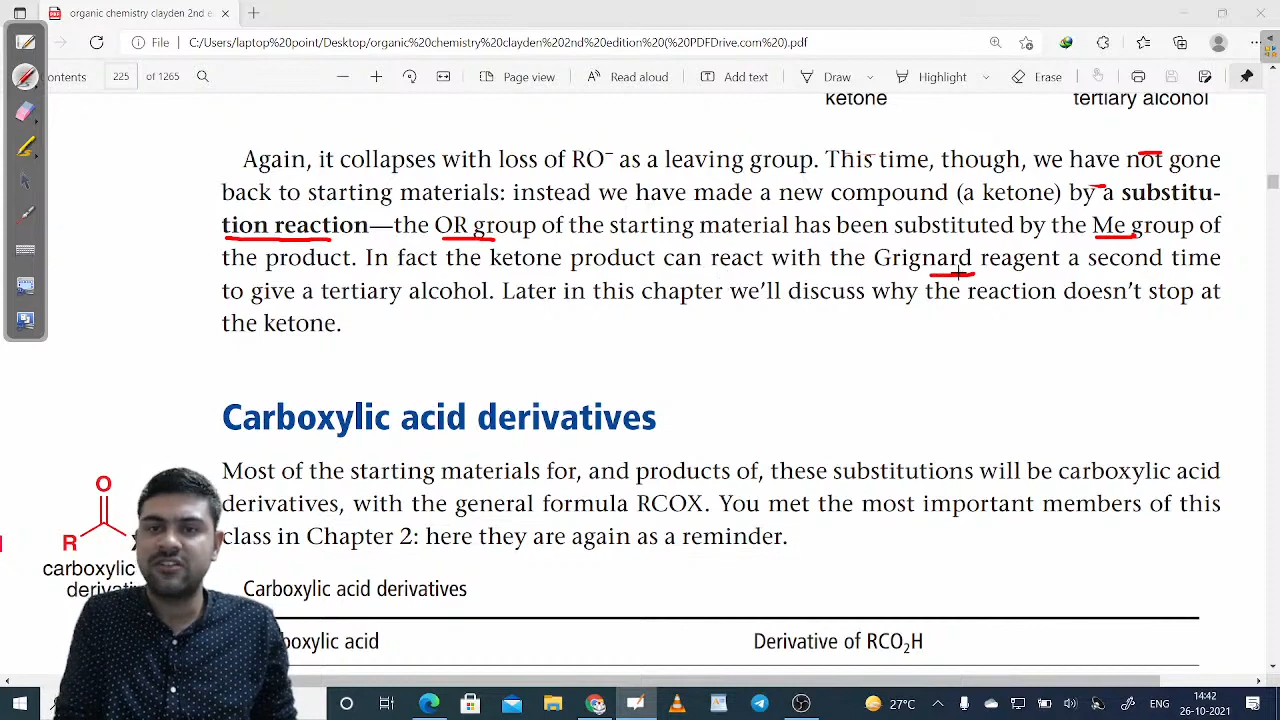 organic chemistry clayden 2nd e
File
C:/Users/laptop%20point/Desktop/organic%20chemistry%20clayden%20
nd%20edition%20(%20PDFDrive.com%20).pdf
ontents
225
of 1265
Page view
Read aloud
Add text
Draw
Highlight
Erase
ketone
tertiary alcohol
Again, it collapses with loss of RO⁻ as a leaving group. This time, though, we have not gone
back to starting materials: instead we have made a new compound (a ketone) by a substitu-
tion reaction—the OR group of the starting material has been substituted by the Me group of
the product. In fact the ketone product can react with the Grignard reagent a second time
to give a tertiary alcohol. Later in this chapter we'll discuss why the reaction doesn't stop at
the ketone.
Carboxylic acid derivatives
Most of the starting materials for, and products of, these substitutions will be carboxylic acid
derivatives, with the general formula RCOX. You met the most important members of this
class in Chapter 2: here they are again as a reminder.
O
R
carboxylic
derivati
Carboxylic acid derivatives
boxylic acid
Derivative of RCO₂H
27°C
14:42
26-10-2021